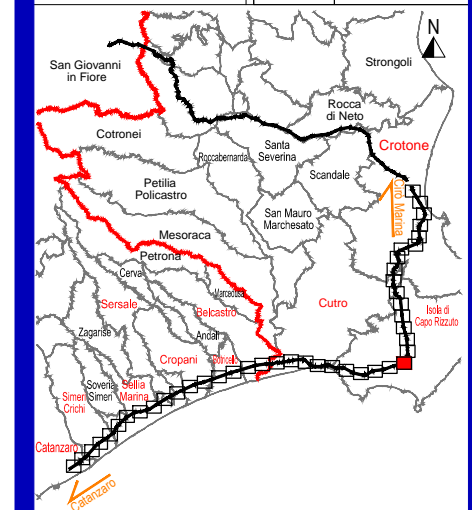 N
Strongoli
San Giovanni
in Fiore
Rocca
di Neto
Cotronei
Crotone
Santa
Severina
Roccabernarda
Scandale
Petilia
Policastro
Cirò Marina
San Mauro
Marchesato
Mesoraca
Petrona
Cerva
Marcedusa
Sersale
Belcastro
Cutro
Isola di
Capo Rizzuto
Andali
Zagarise
Cropani
Soveria
Simeri
Sellia
Marina
Simeri
Crichi
Catanzaro
Catanzaro